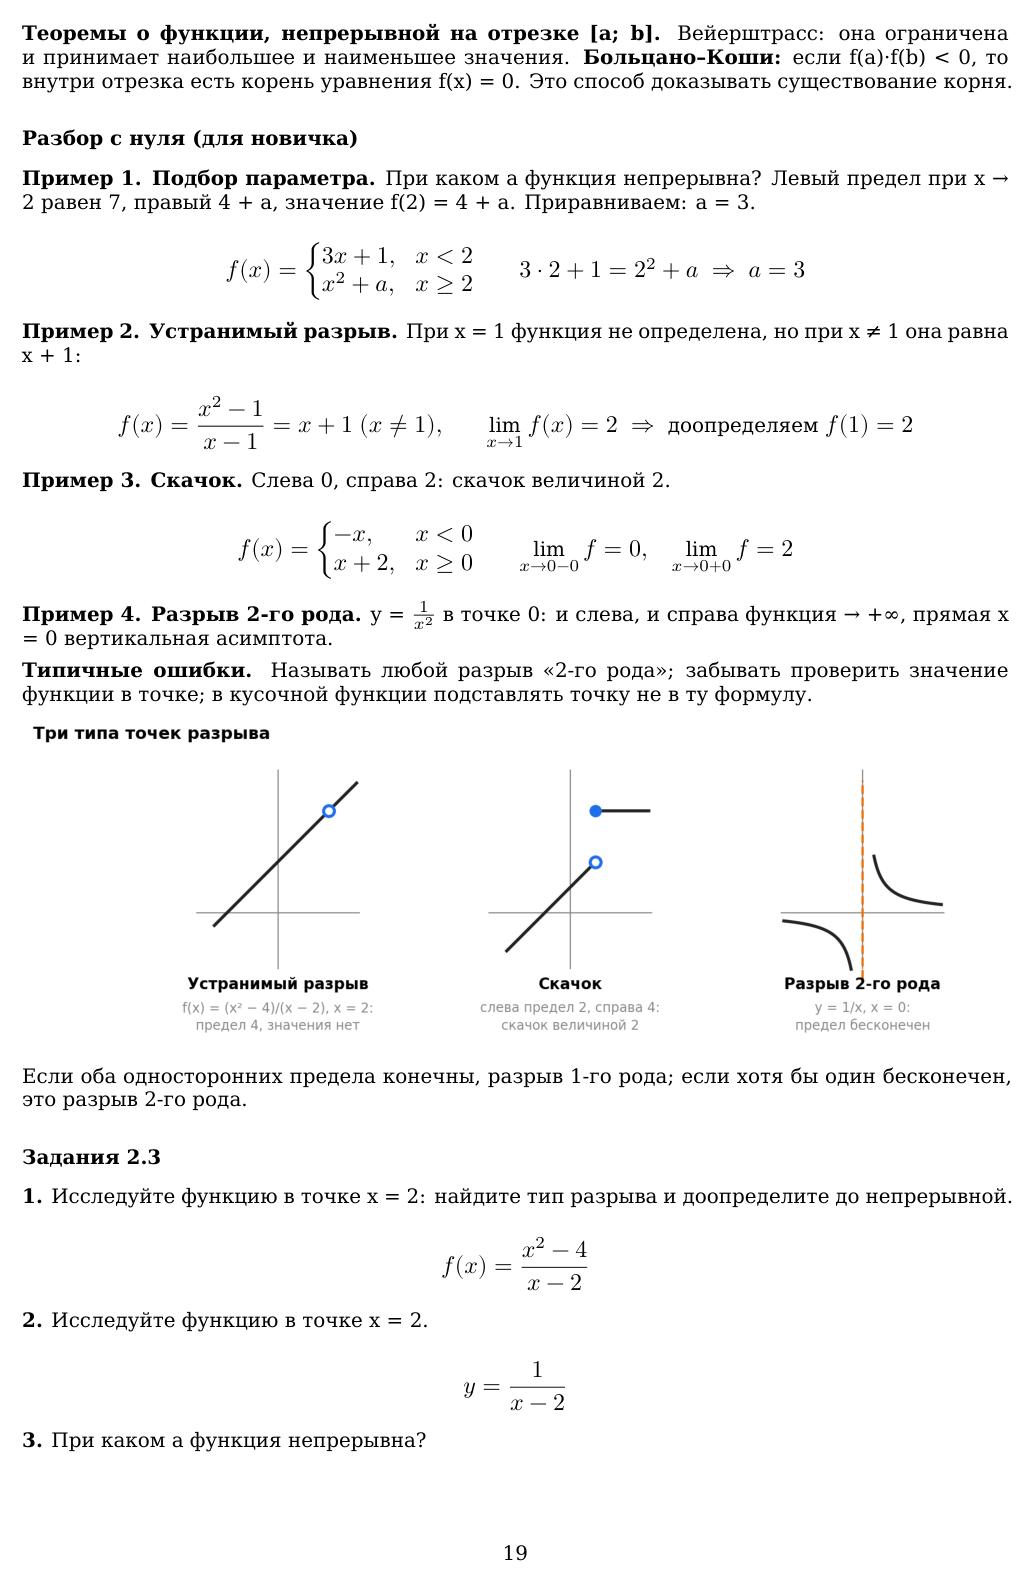 Теоремы о функции, непрерывной на отрезке [a; b]. Вейерштрасс: она ограничена
и принимает наибольшее и наименьшее значения. Больцано–Коши: если f(a)·f(b) < 0, то
внутри отрезка есть корень уравнения f(x) = 0. Это способ доказывать существование корня.
Разбор с нуля (для новичка)
Пример 1. Подбор параметра. При каком a функция непрерывна? Левый предел при x →
2 равен 7, правый 4 + a, значение f(2) = 4 + a. Приравниваем: a = 3.
f(x) = { 3x + 1, x < 2
x² + a, x ≥ 2     3 · 2 + 1 = 2² + a ⇒ a = 3
Пример 2. Устранимый разрыв. При x = 1 функция не определена, но при x ≠ 1 она равна
x + 1:
f(x) = (x² − 1)/(x − 1) = x + 1 (x ≠ 1),     lim x→1 f(x) = 2 ⇒ доопределяем f(1) = 2
Пример 3. Скачок. Слева 0, справа 2: скачок величиной 2.
f(x) = { −x, x < 0
x + 2, x ≥ 0     lim x→0−0 f = 0,   lim x→0+0 f = 2
Пример 4. Разрыв 2-го рода. y = 1/x² в точке 0: и слева, и справа функция → +∞, прямая x
= 0 вертикальная асимптота.
Типичные ошибки. Называть любой разрыв «2-го рода»; забывать проверить значение
функции в точке; в кусочной функции подставлять точку не в ту формулу.
Три типа точек разрыва
Устранимый разрыв
f(x) = (x² − 4)/(x − 2), x = 2:
предел 4, значения нет
Скачок
слева предел 2, справа 4:
скачок величиной 2
Разрыв 2-го рода
y = 1/x, x = 0:
предел бесконечен
Если оба односторонних предела конечны, разрыв 1-го рода; если хотя бы один бесконечен,
это разрыв 2-го рода.
Задания 2.3
1. Исследуйте функцию в точке x = 2: найдите тип разрыва и доопределите до непрерывной.
f(x) = (x² − 4)/(x − 2)
2. Исследуйте функцию в точке x = 2.
y = 1/(x − 2)
3. При каком a функция непрерывна?
19